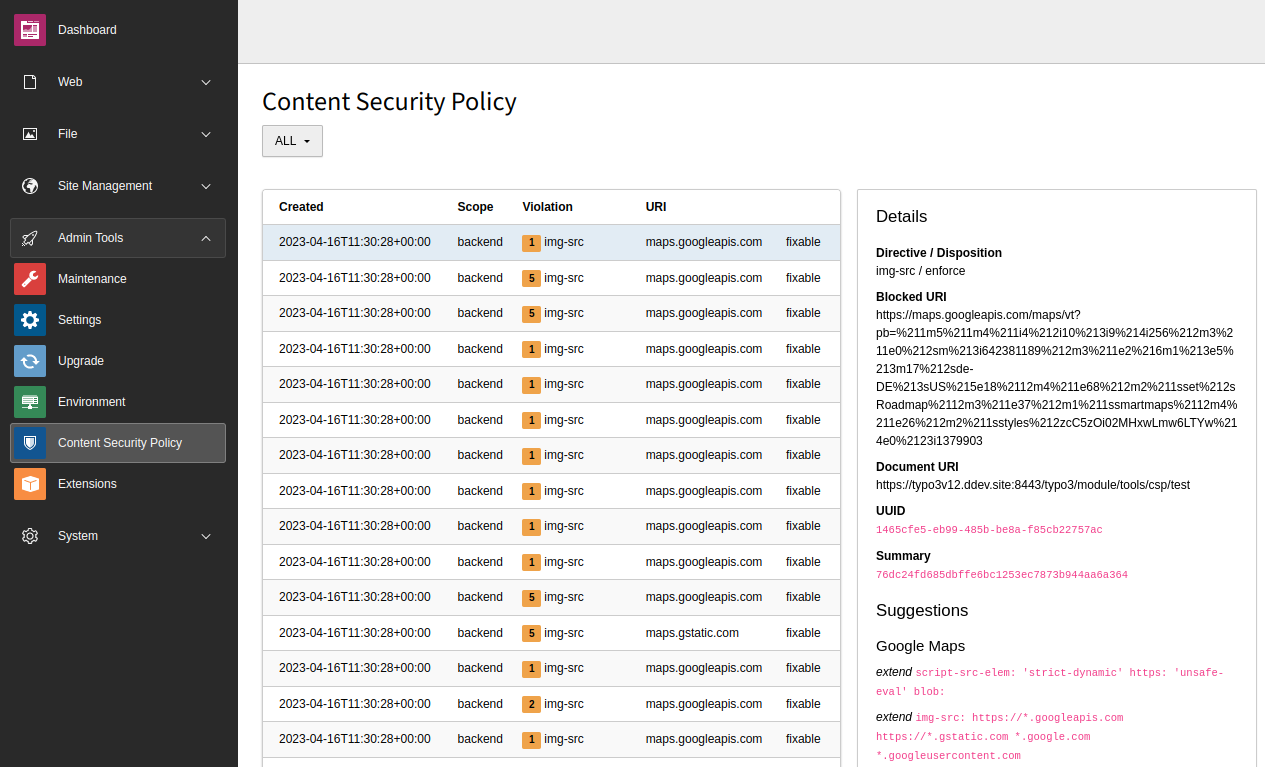 Dashboard
Web
File
Site Management
Admin Tools
Maintenance
Settings
Upgrade
Environment
Content Security Policy
Extensions
System
Content Security Policy
ALL
Created Scope Violation URI
2023-04-16T11:30:28+00:00 backend 1 img-src maps.googleapis.com fixable
2023-04-16T11:30:28+00:00 backend 5 img-src maps.googleapis.com fixable
2023-04-16T11:30:28+00:00 backend 5 img-src maps.googleapis.com fixable
2023-04-16T11:30:28+00:00 backend 1 img-src maps.googleapis.com fixable
2023-04-16T11:30:28+00:00 backend 1 img-src maps.googleapis.com fixable
2023-04-16T11:30:28+00:00 backend 1 img-src maps.googleapis.com fixable
2023-04-16T11:30:28+00:00 backend 1 img-src maps.googleapis.com fixable
2023-04-16T11:30:28+00:00 backend 1 img-src maps.googleapis.com fixable
2023-04-16T11:30:28+00:00 backend 1 img-src maps.googleapis.com fixable
2023-04-16T11:30:28+00:00 backend 1 img-src maps.googleapis.com fixable
2023-04-16T11:30:28+00:00 backend 5 img-src maps.googleapis.com fixable
2023-04-16T11:30:28+00:00 backend 5 img-src maps.gstatic.com fixable
2023-04-16T11:30:28+00:00 backend 1 img-src maps.googleapis.com fixable
2023-04-16T11:30:28+00:00 backend 2 img-src maps.googleapis.com fixable
2023-04-16T11:30:28+00:00 backend 1 img-src maps.googleapis.com fixable
Details
Directive / Disposition
img-src / enforce
Blocked URI
https://maps.googleapis.com/maps/vt?
pb=%211m5%211m4%211i4%212i10%213i9%214i256%212m3%2
11e0%212sm%213i642381189%212m3%211e2%216m1%213e5%
213m17%212sde-
DE%213sUS%215e18%2112m4%211e68%212m2%211sset%212s
Roadmap%2112m3%211e37%212m1%211ssmartmaps%2112m4%
211e26%212m2%211sstyles%212zcC5zOi02MHxwLmw6LTYw%21
4e0%2123i1379903
Document URI
https://typo3v12.ddev.site:8443/typo3/module/tools/csp/test
UUID
1465cfe5-eb99-485b-be8a-f85cb22757ac
Summary
76dc24fd685dbffe6bc1253ec7873b944aa6a364
Suggestions
Google Maps
extend script-src-elem: 'strict-dynamic' https: 'unsafe-
eval' blob:
extend img-src: https://*.googleapis.com
https://*.gstatic.com *.google.com
*.googleusercontent.com